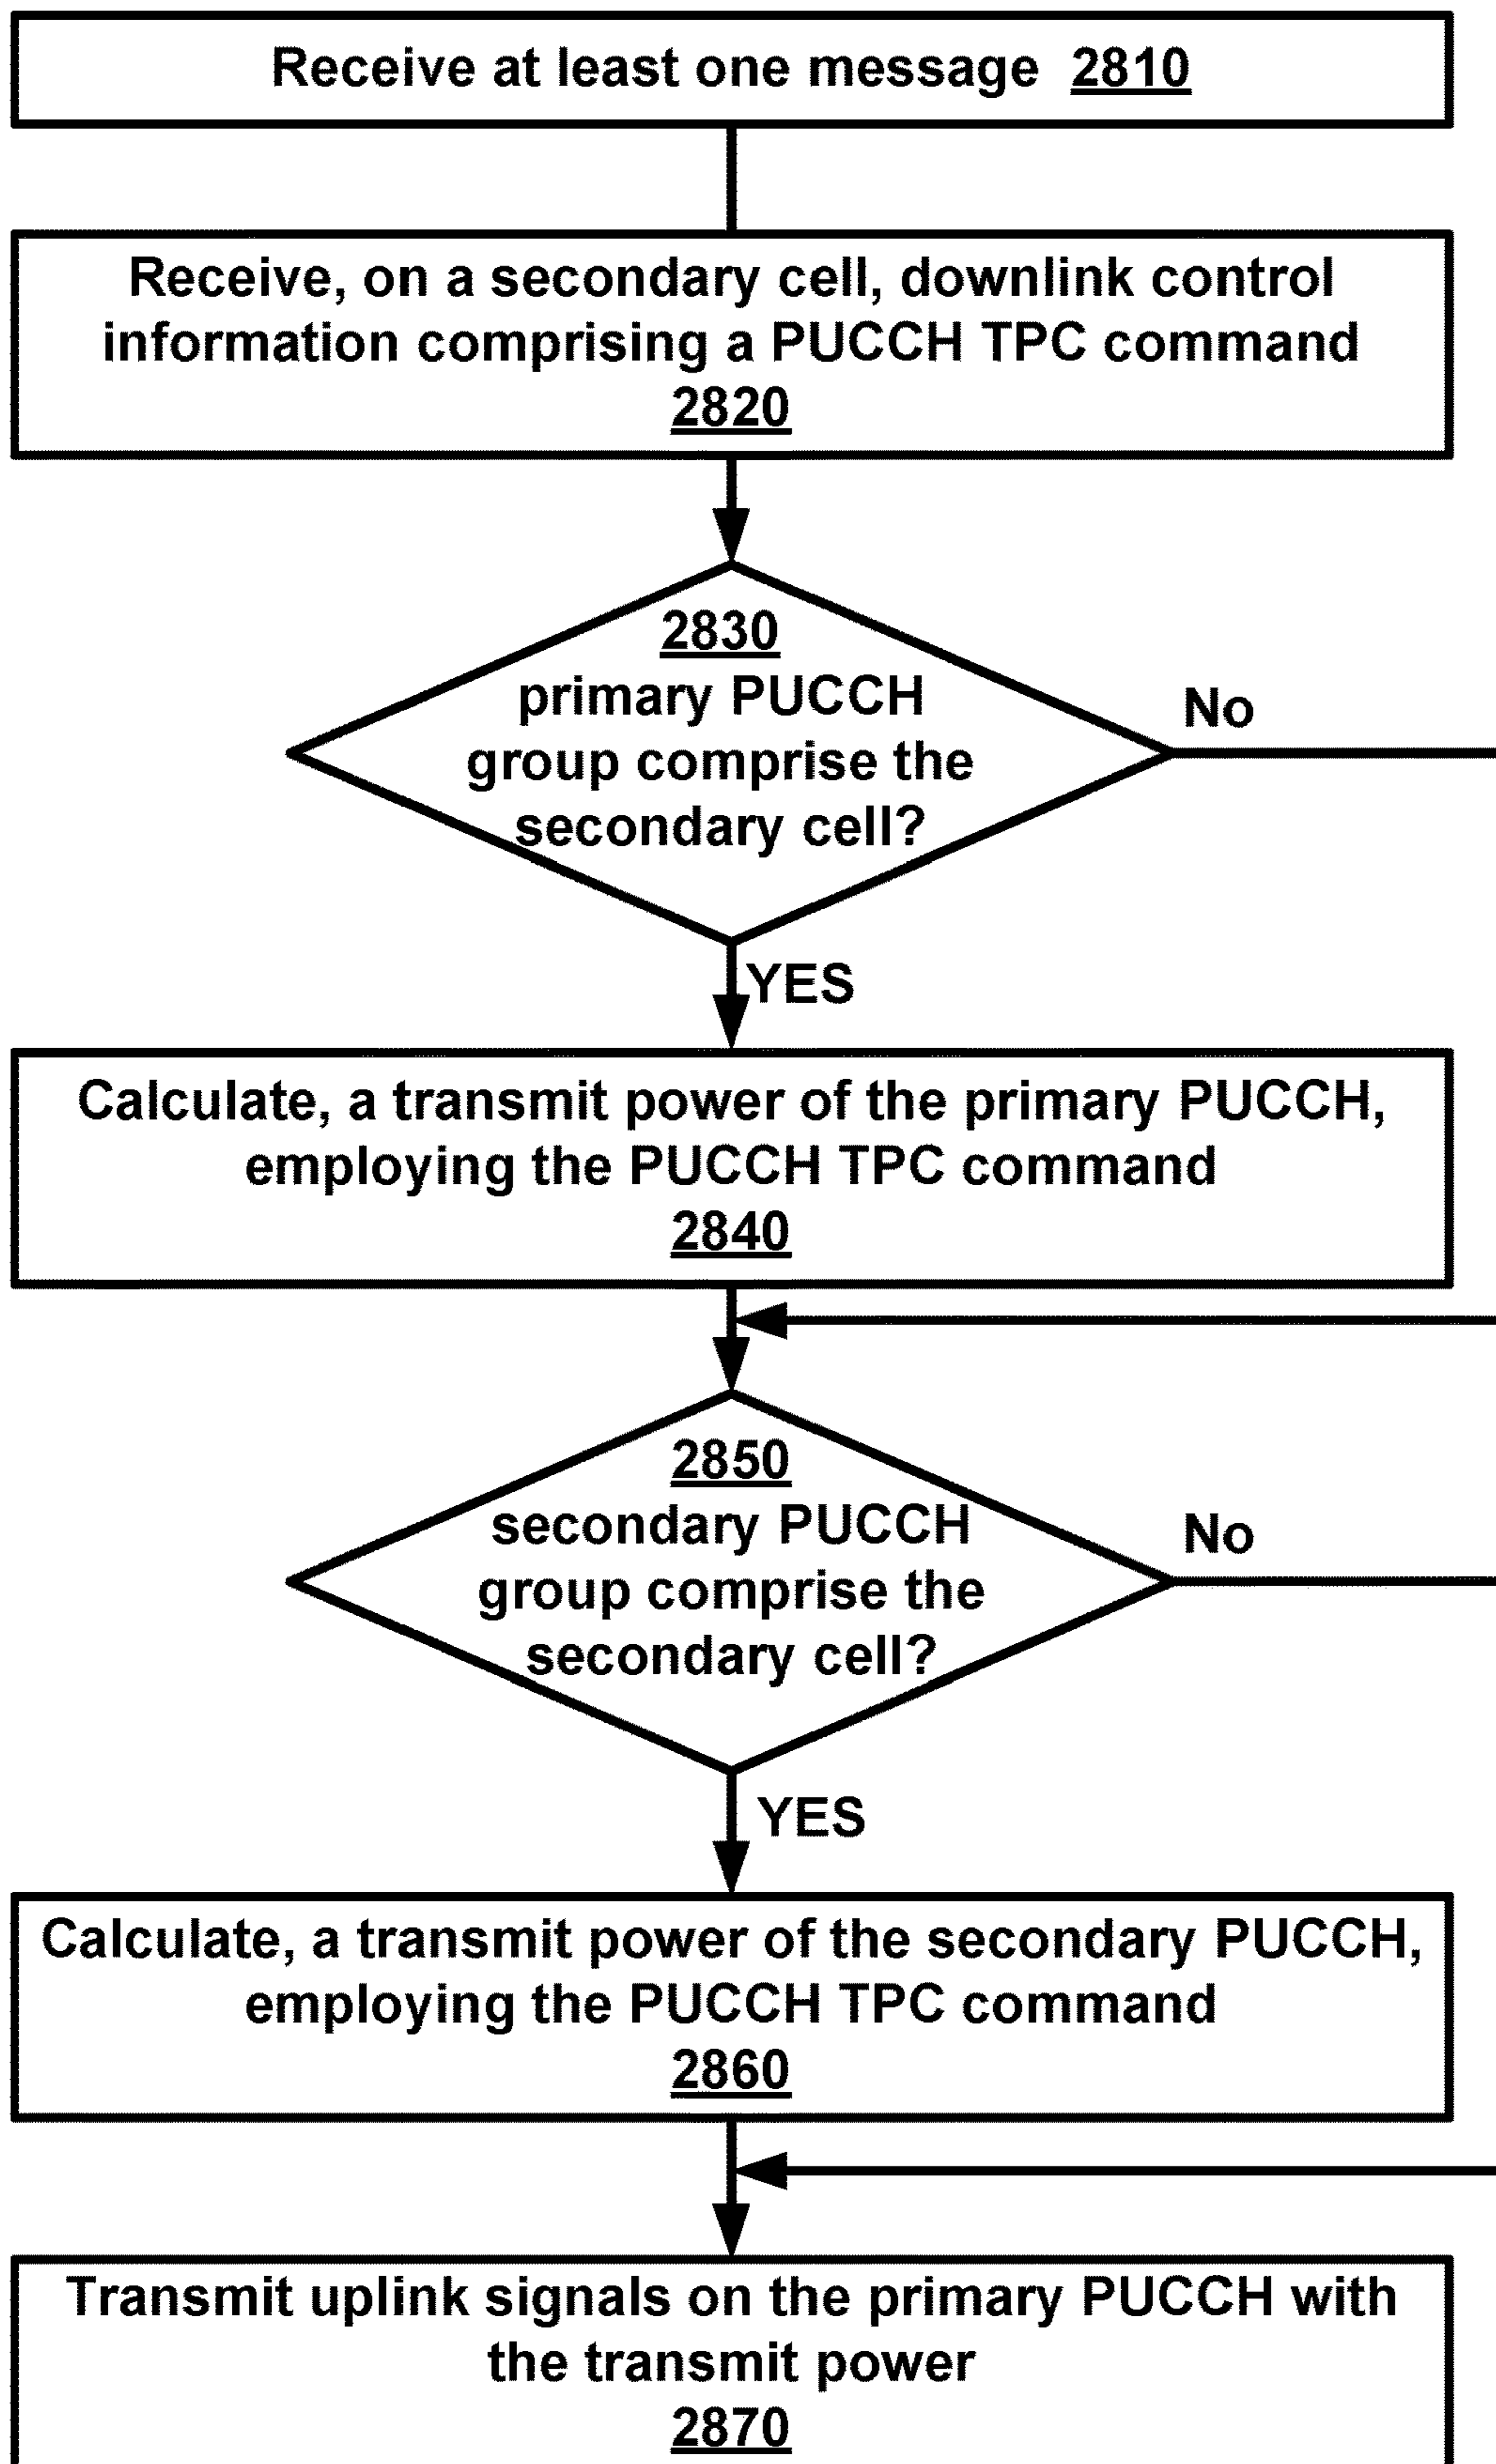 Receive at least one message 2810
Receive, on a secondary cell, downlink control
information comprising a PUCCH TPC command
2820
2830
primary PUCCH
group comprise the
secondary cell?
No
YES
Calculate, a transmit power of the primary PUCCH,
employing the PUCCH TPC command
2840
2850
secondary PUCCH
group comprise the
secondary cell?
No
YES
Calculate, a transmit power of the secondary PUCCH,
employing the PUCCH TPC command
2860
Transmit uplink signals on the primary PUCCH with
the transmit power
2870